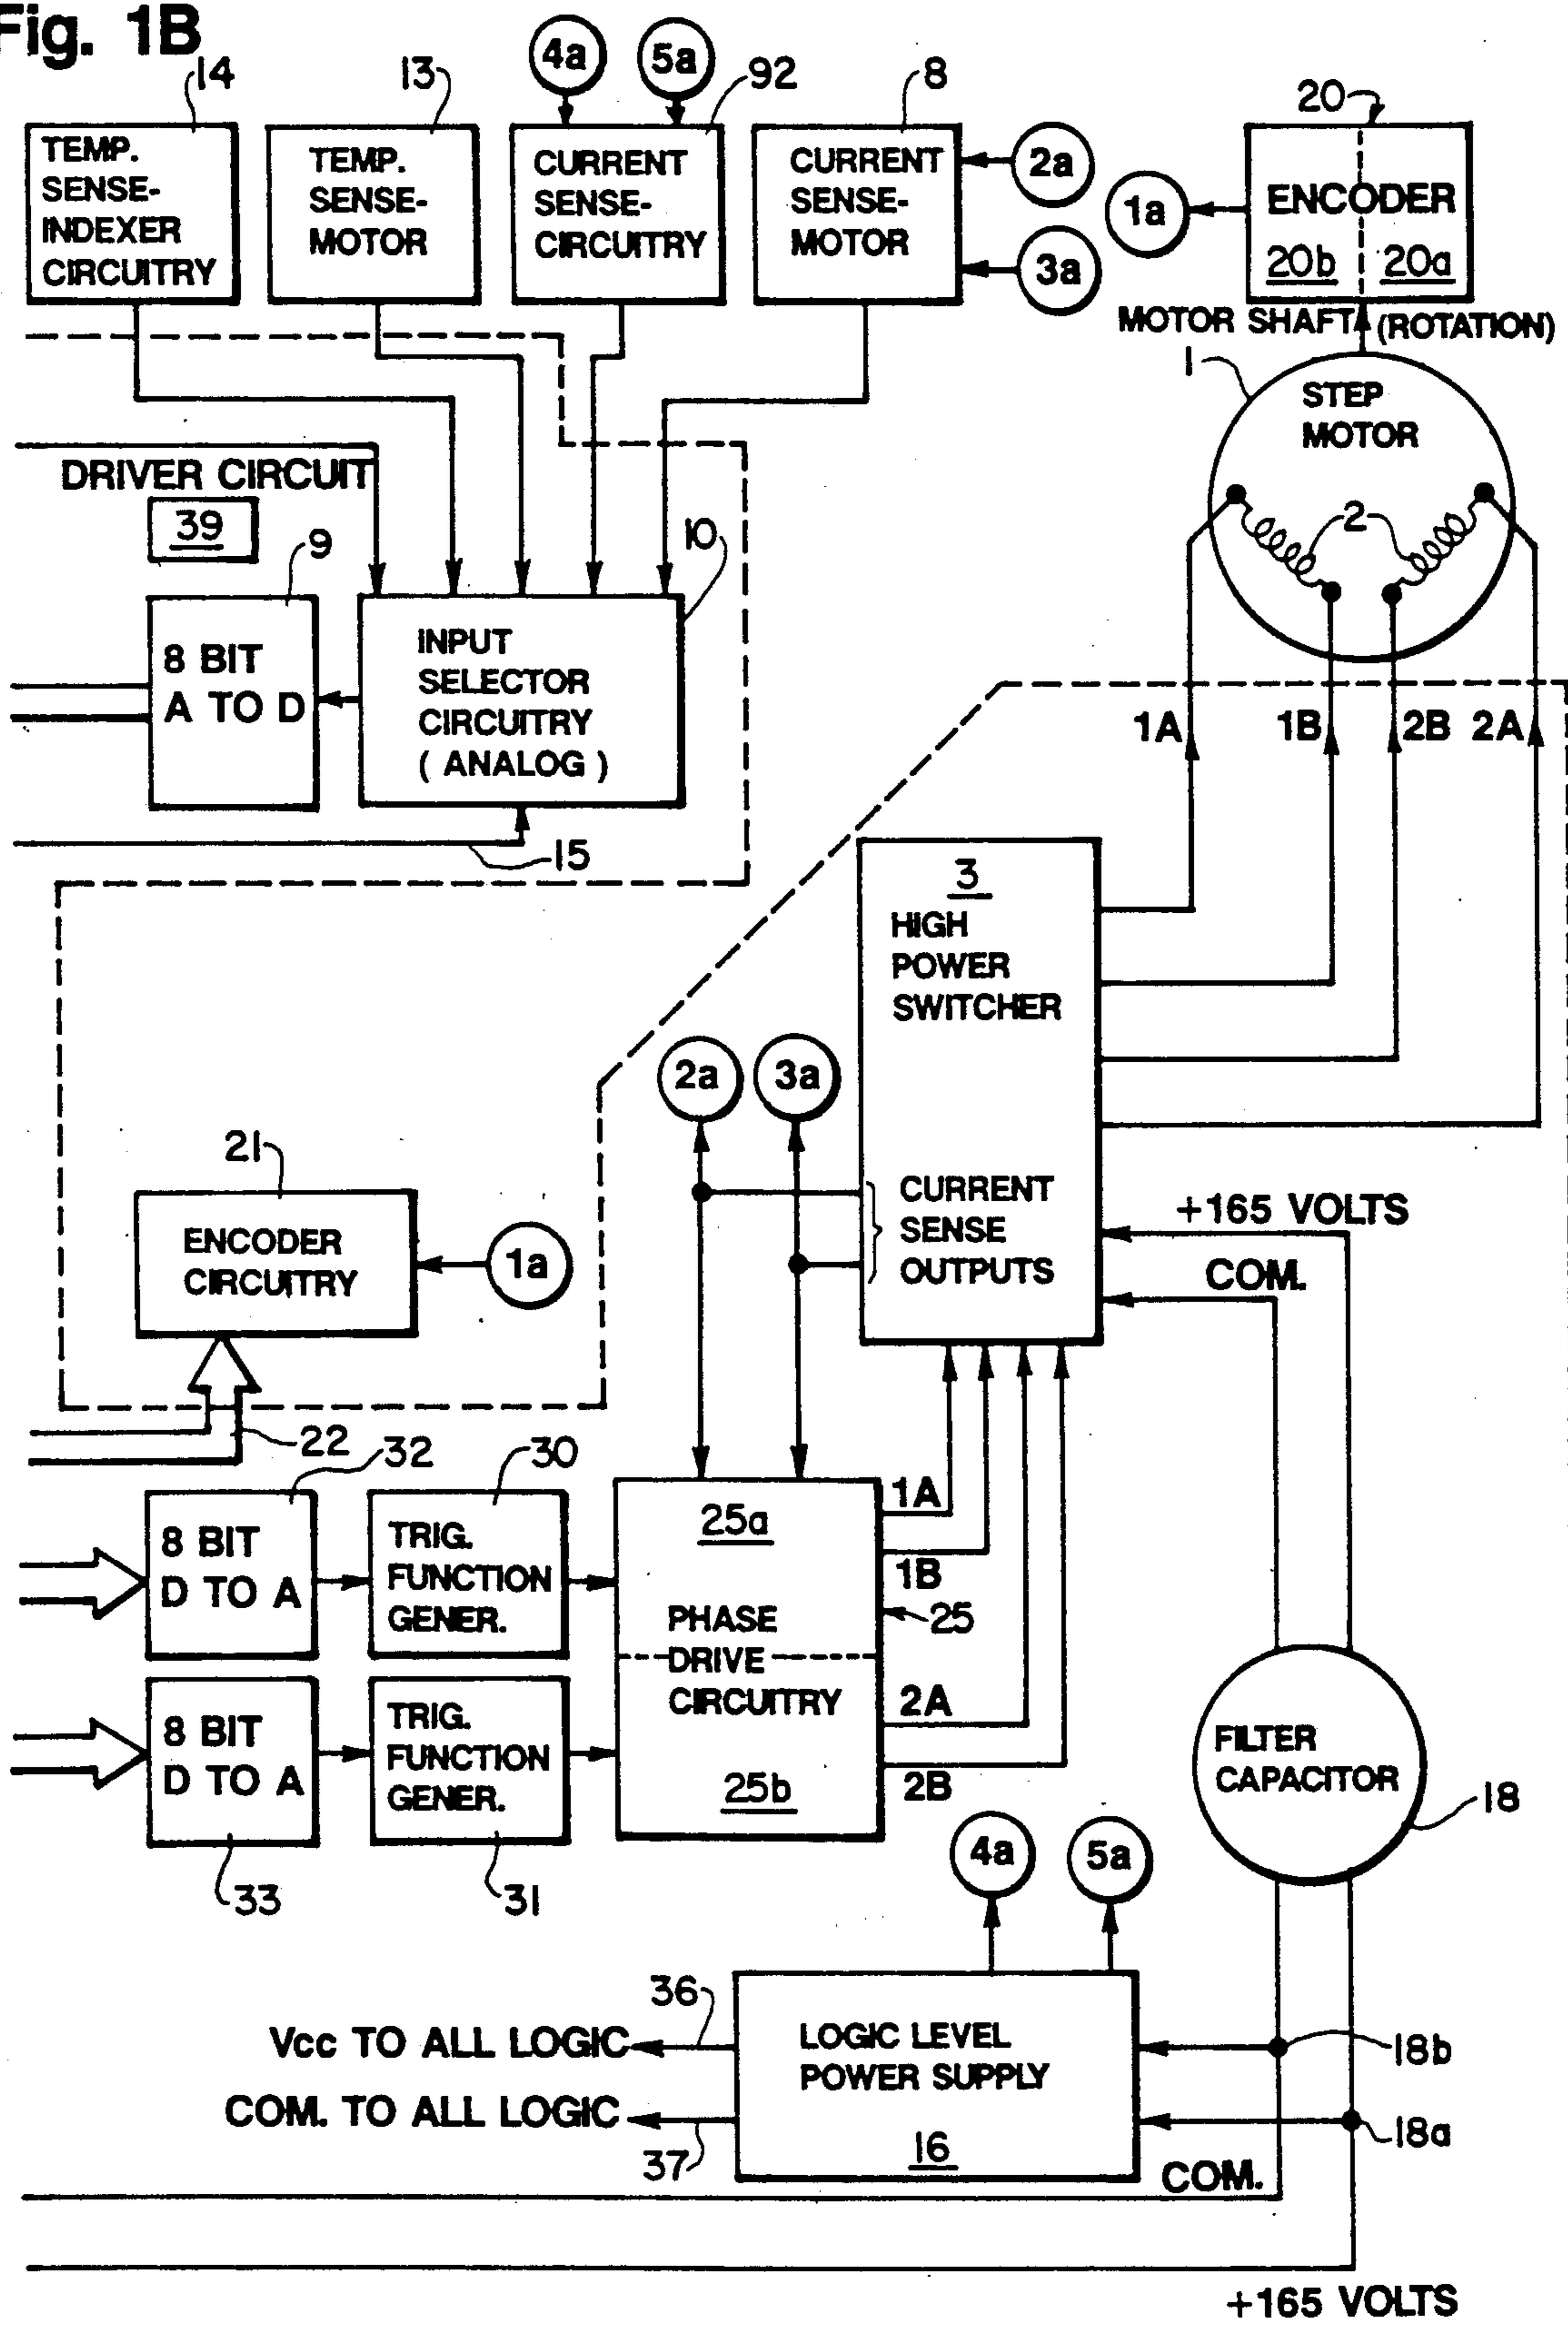 Fig. 1B
14
13
4a
5a
92
8
20
TEMP.
SENSE-
INDEXER
CIRCUITRY
TEMP.
SENSE-
MOTOR
CURRENT
SENSE-
CIRCUITRY
CURRENT
SENSE-
MOTOR
2a
3a
1a
ENCODER
20b
20a
MOTOR SHAFT (ROTATION)
1
STEP
MOTOR
2
DRIVER CIRCUIT
39
9
10
8 BIT
A TO D
INPUT
SELECTOR
CIRCUITRY
( ANALOG )
15
1A
1B
2B
2A
3
HIGH
POWER
SWITCHER
2a
3a
CURRENT
SENSE
OUTPUTS
+165 VOLTS
COM.
21
ENCODER
CIRCUITRY
1a
22
32
30
8 BIT
D TO A
TRIG.
FUNCTION
GENER.
25a
PHASE
DRIVE
CIRCUITRY
25b
1A
1B
25
2A
2B
8 BIT
D TO A
TRIG.
FUNCTION
GENER.
33
31
FILTER
CAPACITOR
18
4a
5a
36
Vcc TO ALL LOGIC
COM. TO ALL LOGIC
37
LOGIC LEVEL
POWER SUPPLY
16
18b
18a
COM.
+165 VOLTS